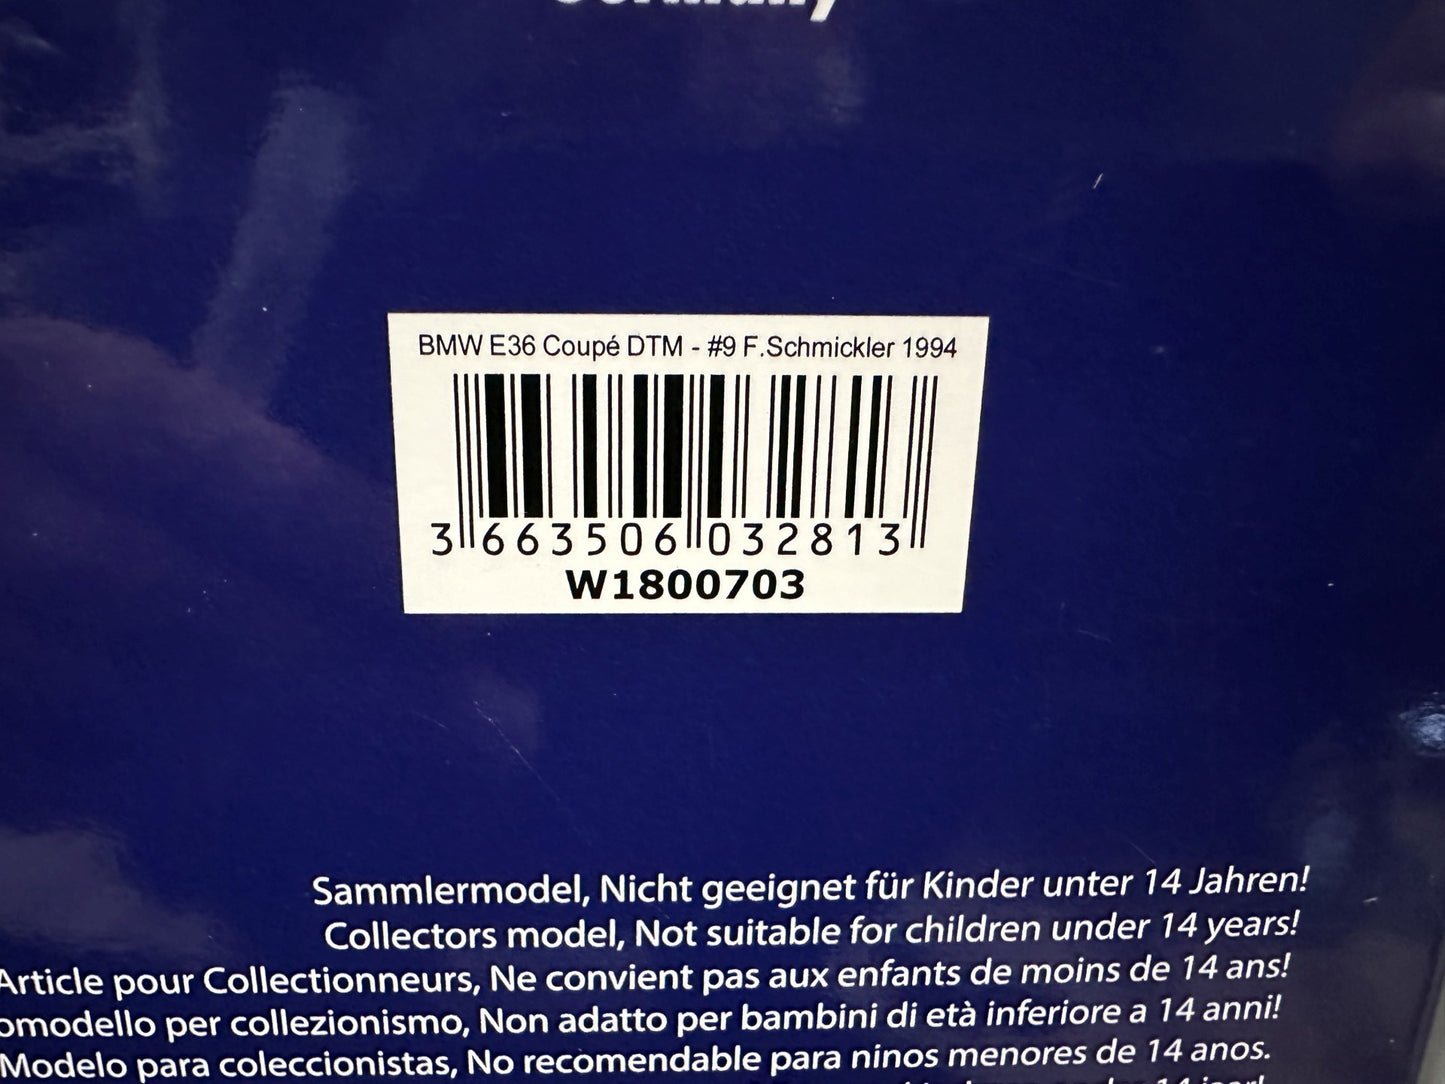 Germany
BMW E36 Coupé DTM - #9 F.Schmickler 1994
3 663506 032813
W1800703
Sammlermodel, Nicht geeignet für Kinder unter 14 Jahren!
Collectors model, Not suitable for children under 14 years!
Article pour Collectionneurs, Ne convient pas aux enfants de moins de 14 ans!
omodello per collezionismo, Non adatto per bambini di età inferiore a 14 anni!
Modelo para coleccionistas, No recomendable para ninos menores de 14 anos.